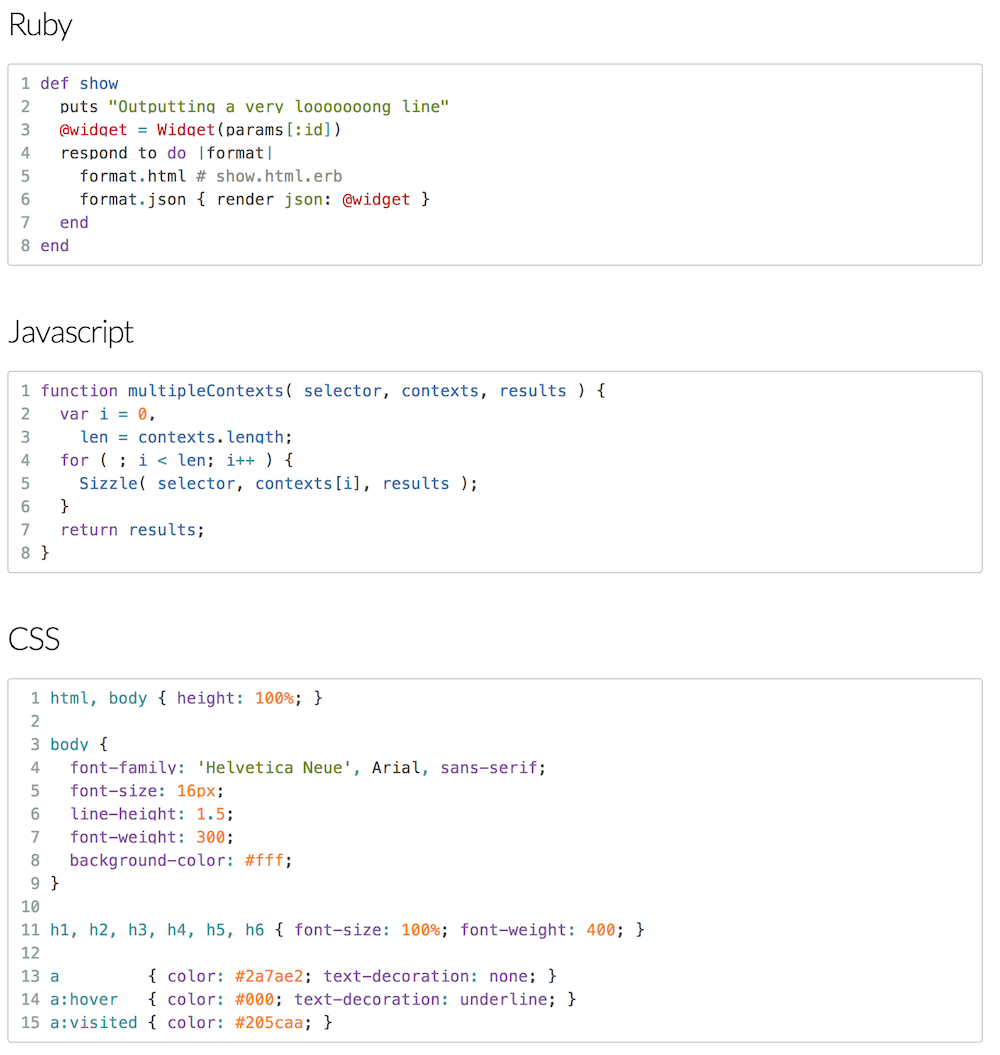 Ruby
1 def show
2   puts "Outputting a very looooooong line"
3   @widget = Widget(params[:id])
4   respond to do |format|
5     format.html # show.html.erb
6     format.json { render json: @widget }
7   end
8 end
Javascript
1 function multipleContexts( selector, contexts, results ) {
2   var i = 0,
3     len = contexts.length;
4   for ( ; i < len; i++ ) {
5     Sizzle( selector, contexts[i], results );
6   }
7   return results;
8 }
CSS
1 html, body { height: 100%; }
2
3 body {
4   font-family: 'Helvetica Neue', Arial, sans-serif;
5   font-size: 16px;
6   line-height: 1.5;
7   font-weight: 300;
8   background-color: #fff;
9 }
10
11 h1, h2, h3, h4, h5, h6 { font-size: 100%; font-weight: 400; }
12
13 a         { color: #2a7ae2; text-decoration: none; }
14 a:hover   { color: #000; text-decoration: underline; }
15 a:visited { color: #205caa; }